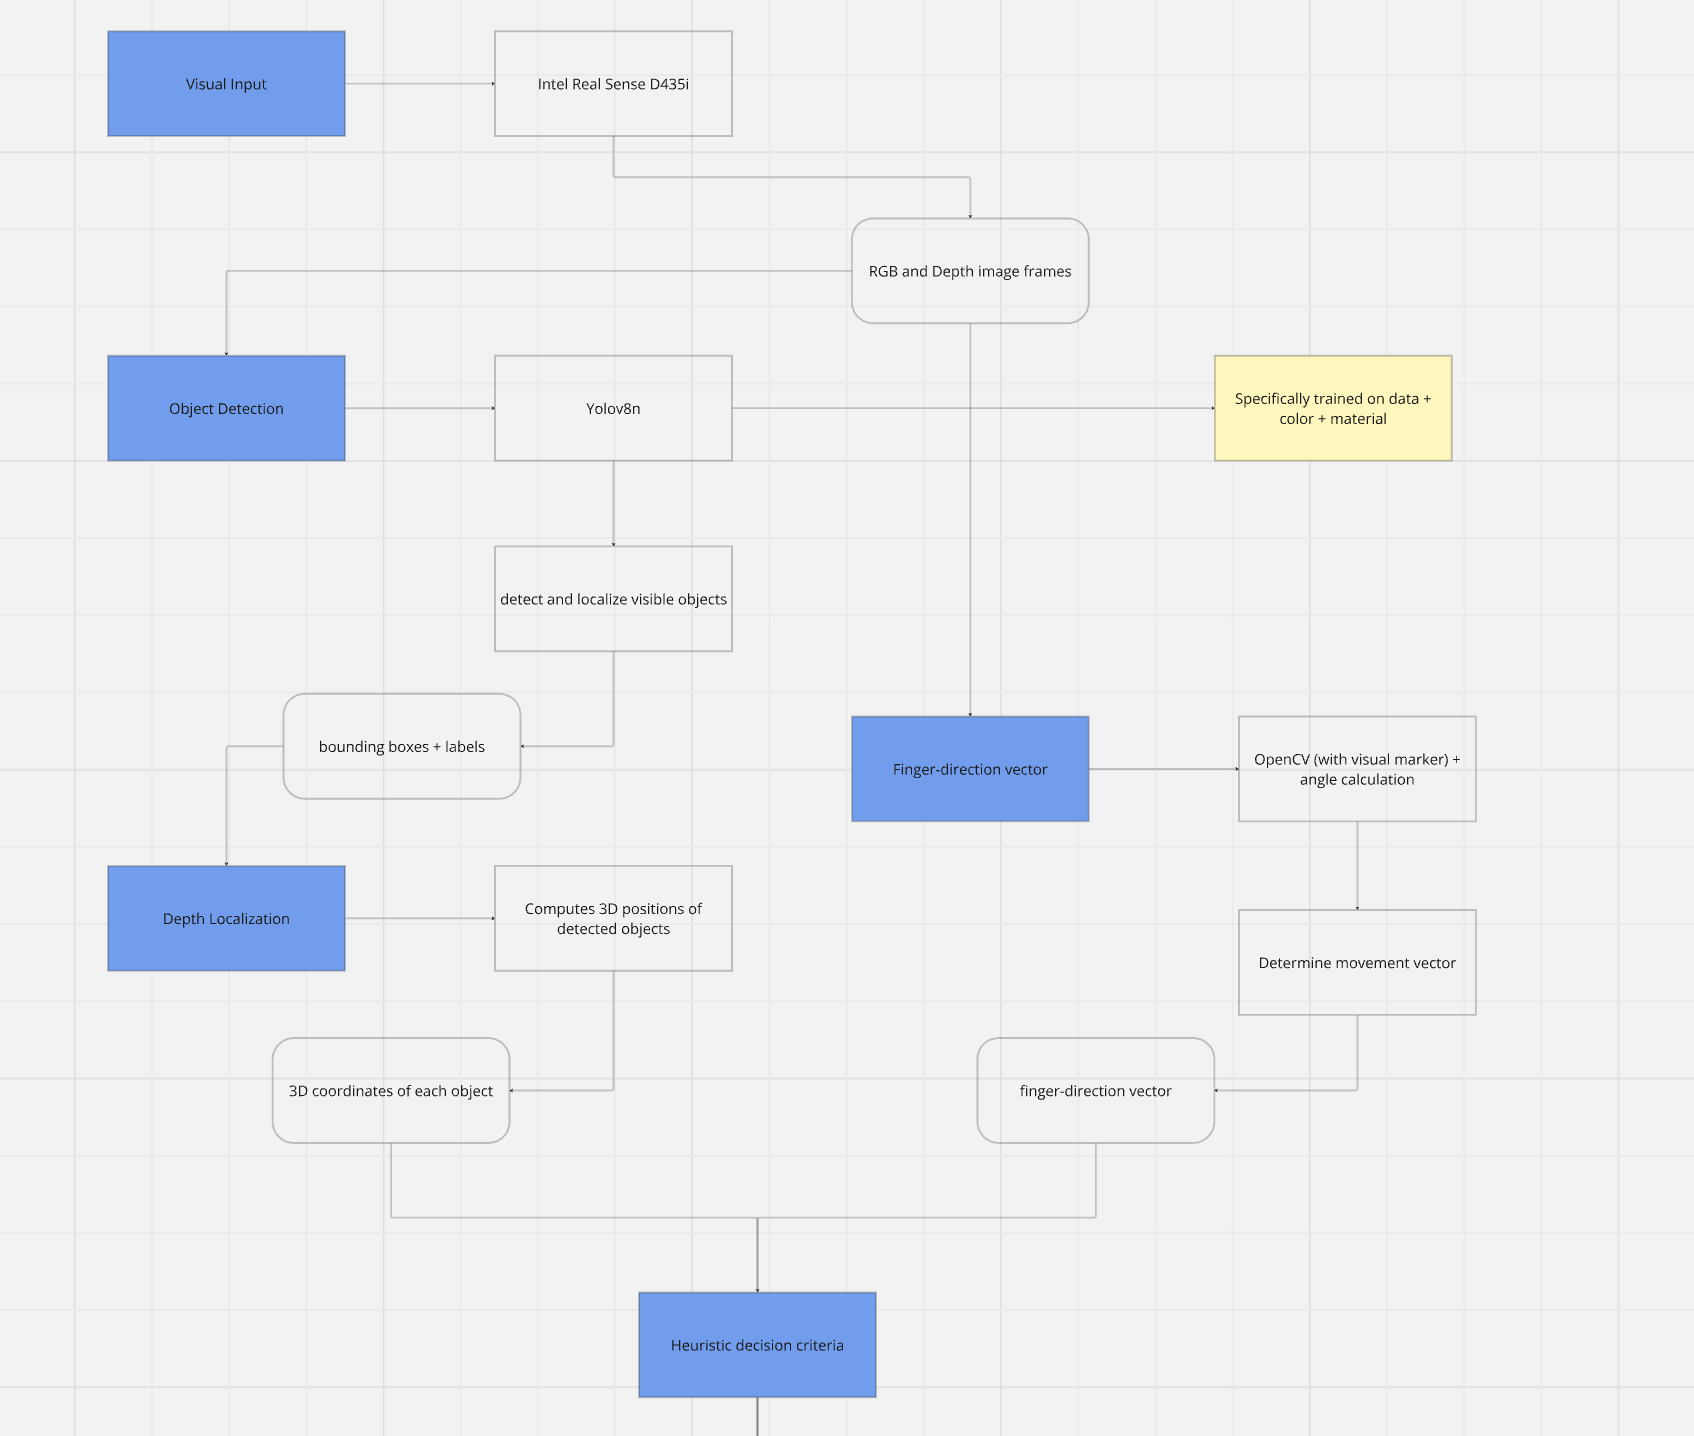 Visual Input
Intel Real Sense D435i
RGB and Depth image frames
Object Detection
Yolov8n
Specifically trained on data +
color + material
detect and localize visible objects
bounding boxes + labels
Finger-direction vector
OpenCV (with visual marker) +
angle calculation
Depth Localization
Computes 3D positions of
detected objects
Determine movement vector
3D coordinates of each object
finger-direction vector
Heuristic decision criteria